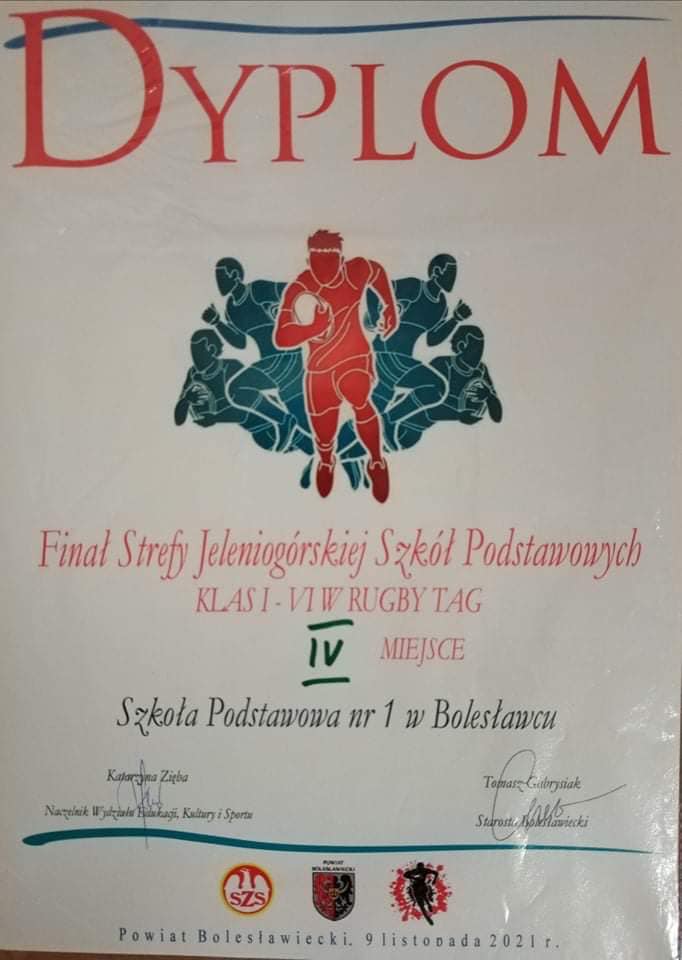 DYPLOM
Finał Strefy Jeleniogórskiej Szkół Podstawowych
KLAS I - VI W RUGBY TAG
IV MIEJSCE
Szkoła Podstawowa nr 1 w Bolesławcu
Katarzyna Zięba
Naczelnik Wydziału Edukacji, Kultury i Sportu
Tomasz Gabrysiak
Starosta Bolesławiecki
SZS
POWIAT
BOLESŁAWIECKI
Powiat Bolesławiecki, 9 listopada 2021 r.